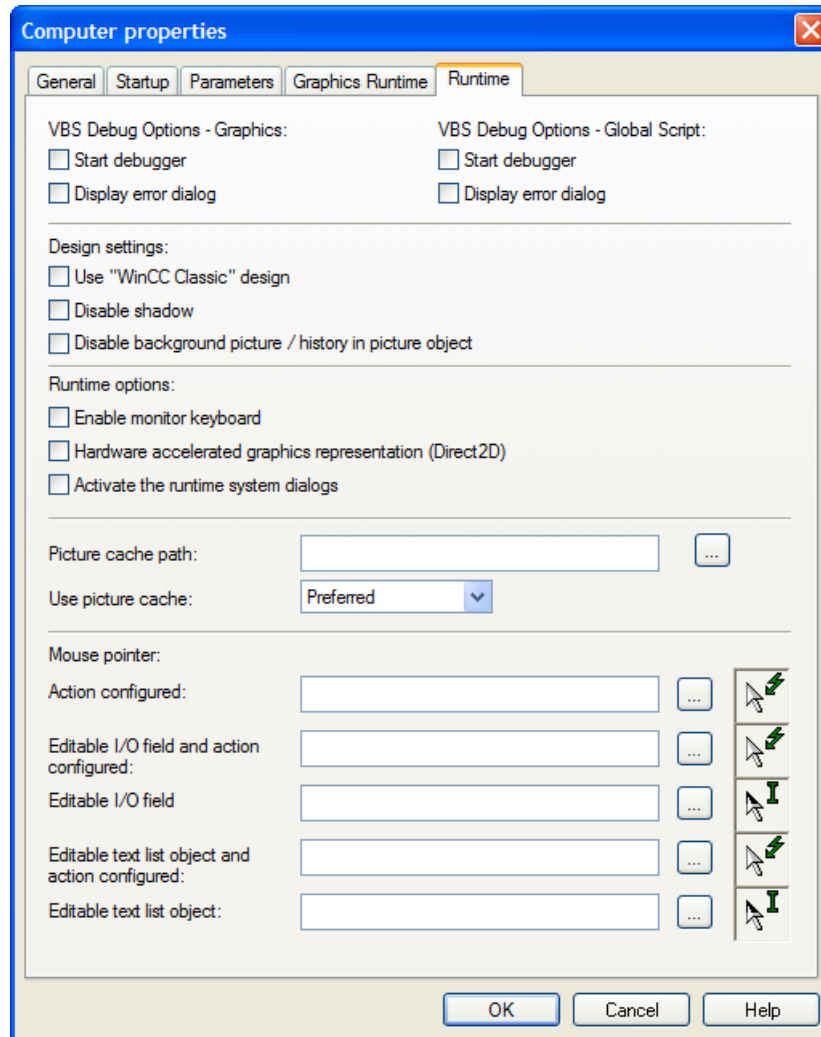 Computer properties
General Startup Parameters Graphics Runtime Runtime
VBS Debug Options - Graphics: VBS Debug Options - Global Script:
Start debugger Start debugger
Display error dialog Display error dialog
Design settings:
Use "WinCC Classic" design
Disable shadow
Disable background picture / history in picture object
Runtime options:
Enable monitor keyboard
Hardware accelerated graphics representation (Direct2D)
Activate the runtime system dialogs
Picture cache path: ...
Use picture cache: Preferred
Mouse pointer:
Action configured: ...
Editable I/O field and action
configured: ...
Editable I/O field ...
Editable text list object and
action configured: ...
Editable text list object: ...
OK Cancel Help